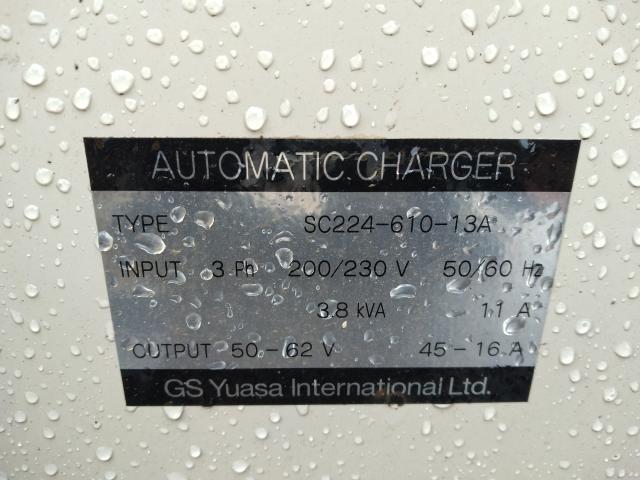 AUTOMATIC CHARGER
TYPE SC224-610-13A
INPUT 3 Ph 200/230 V 50/60 Hz
3.8 kVA 11 A
OUTPUT 50-62 V 45-16 A
GS Yuasa International Ltd.